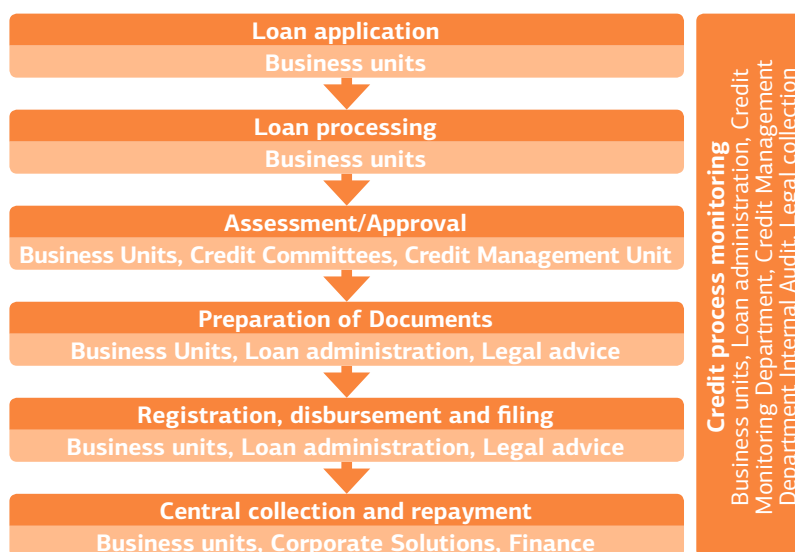 Loan application
Business units
Loan processing
Business units
Assessment/Approval
Business Units, Credit Committees, Credit Management Unit
Preparation of Documents
Business Units, Loan administration, Legal advice
Registration, disbursement and filing
Business units, Loan administration, Legal advice
Central collection and repayment
Business units, Corporate Solutions, Finance
Credit process monitoring
Business units, Loan administration, Credit
Monitoring Department, Credit Management
Department Internal Audit, Legal collection